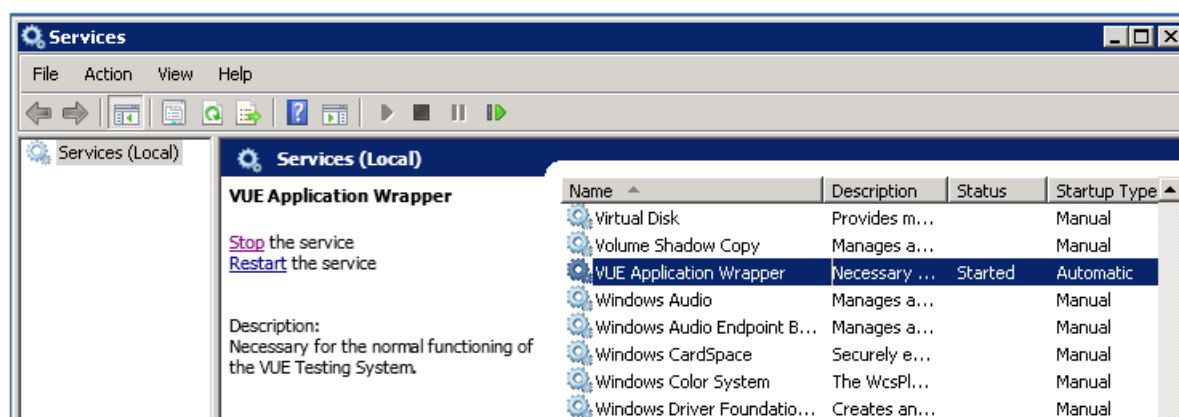 Services
File Action View Help
Services (Local)
Services (Local)
VUE Application Wrapper
Stop the service
Restart the service
Description:
Necessary for the normal functioning of
the VUE Testing System.
Name Description Status Startup Type
Virtual Disk Provides m... Manual
Volume Shadow Copy Manages a... Manual
VUE Application Wrapper Necessary ... Started Automatic
Windows Audio Manages a... Manual
Windows Audio Endpoint B... Manages a... Manual
Windows CardSpace Securely e... Manual
Windows Color System The WcsPl... Manual
Windows Driver Foundatio... Creates an... Manual